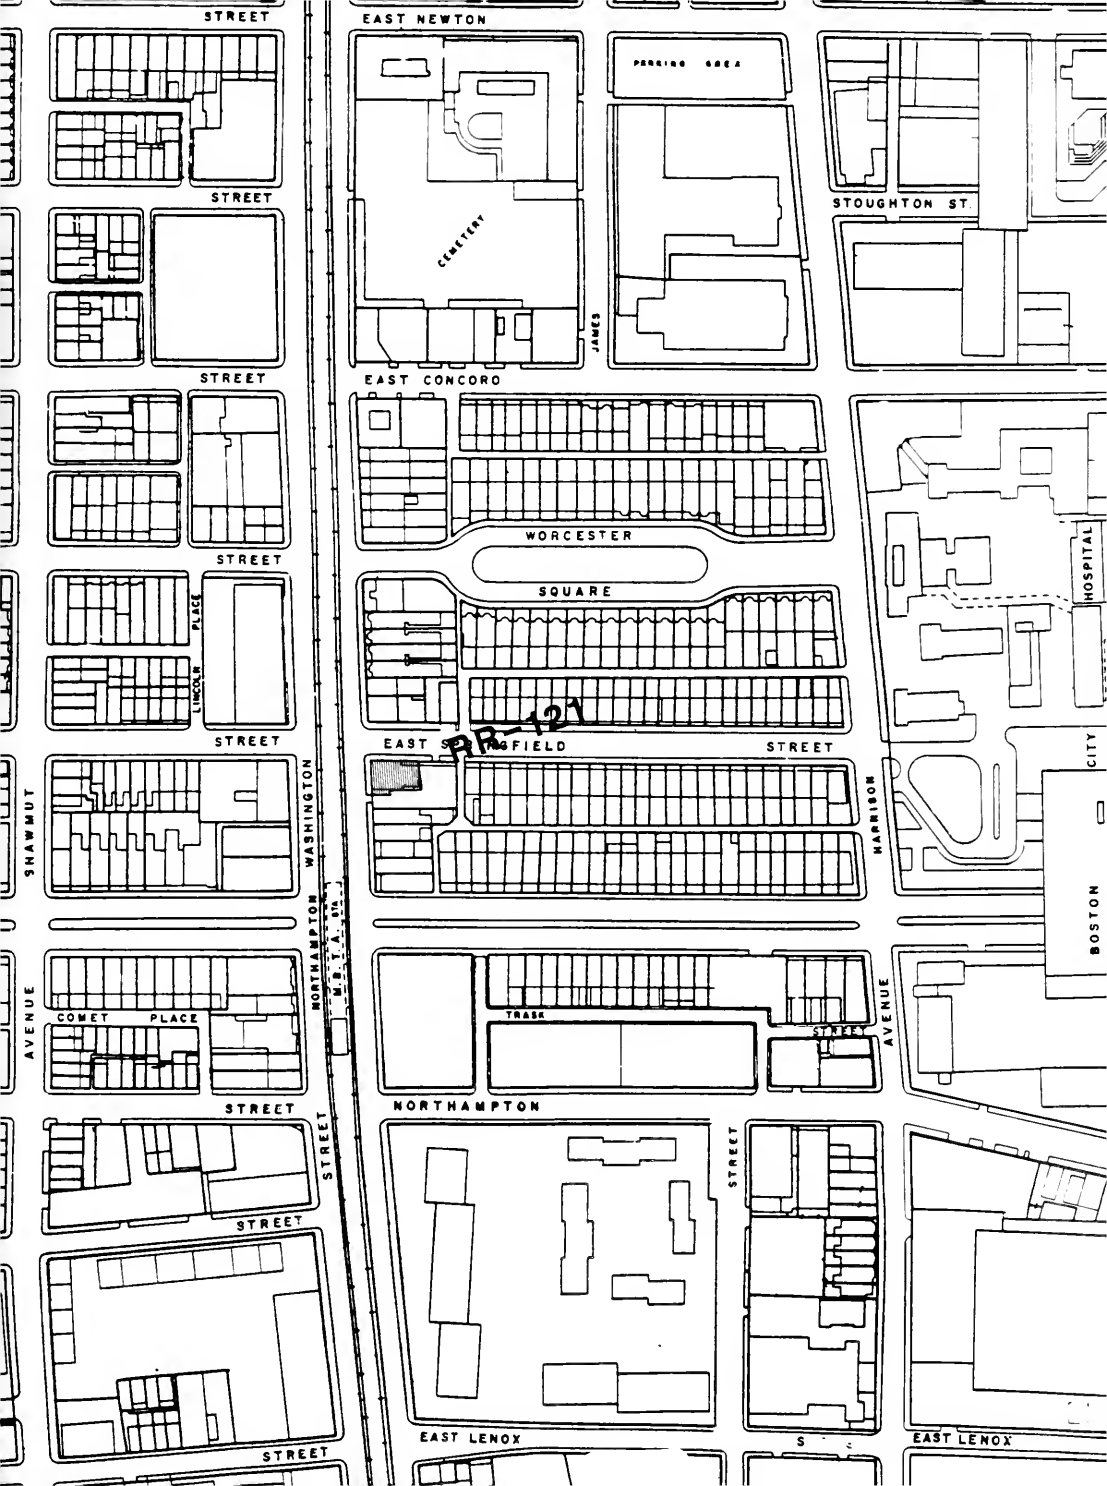 STREET
EAST NEWTON
PARKING AREA
STREET
STOUGHTON ST.
CEMETERY
JAMES
STREET
EAST CONCORD
WORCESTER
STREET
SQUARE
HOSPITAL
PLACE
LINCOLN
RR-121
STREET
EAST SPRINGFIELD
STREET
CITY
SHAWMUT
WASHINGTON
HARRISON
BOSTON
NORTHAMPTON
M.B.T.A. STA
AVENUE
COMET PLACE
TRASK
STREET
AVENUE
STREET
NORTHAMPTON
STREET
STREET
STREET
STREET
EAST LENOX
S
EAST LENOX